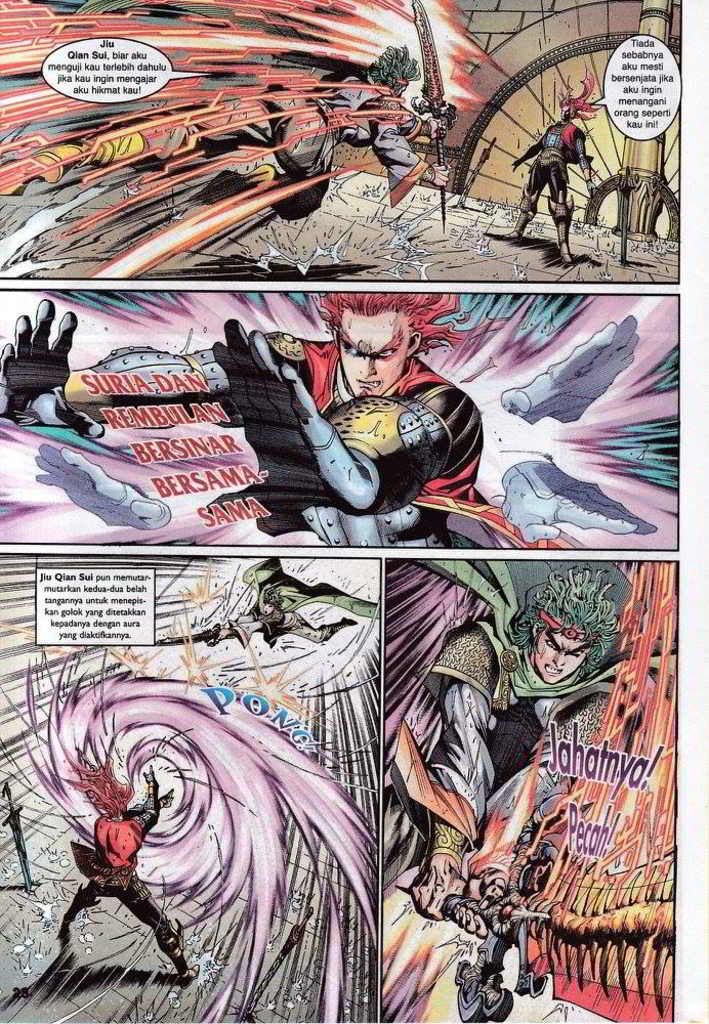 Jiu
Qian Sui, biar aku
menguji kau terlebih dahulu
jika kau ingin mengajar
aku hikmat kau!
Tiada
sebabnya
aku mesti
bersenjata jika
aku ingin
menangani
orang seperti
kau ini!
SURIA DAN
REMBULAN
BERSINAR
BERSAMA-
SAMA
Jiu Qian Sui pun memutar-
mutarkan kedua-dua belah
tangannya untuk menepis-
kan golok yang ditetakkan
kepadanya dengan aura
yang diaktifkannya.
PONG
Jahatnya!
Pecah!
28